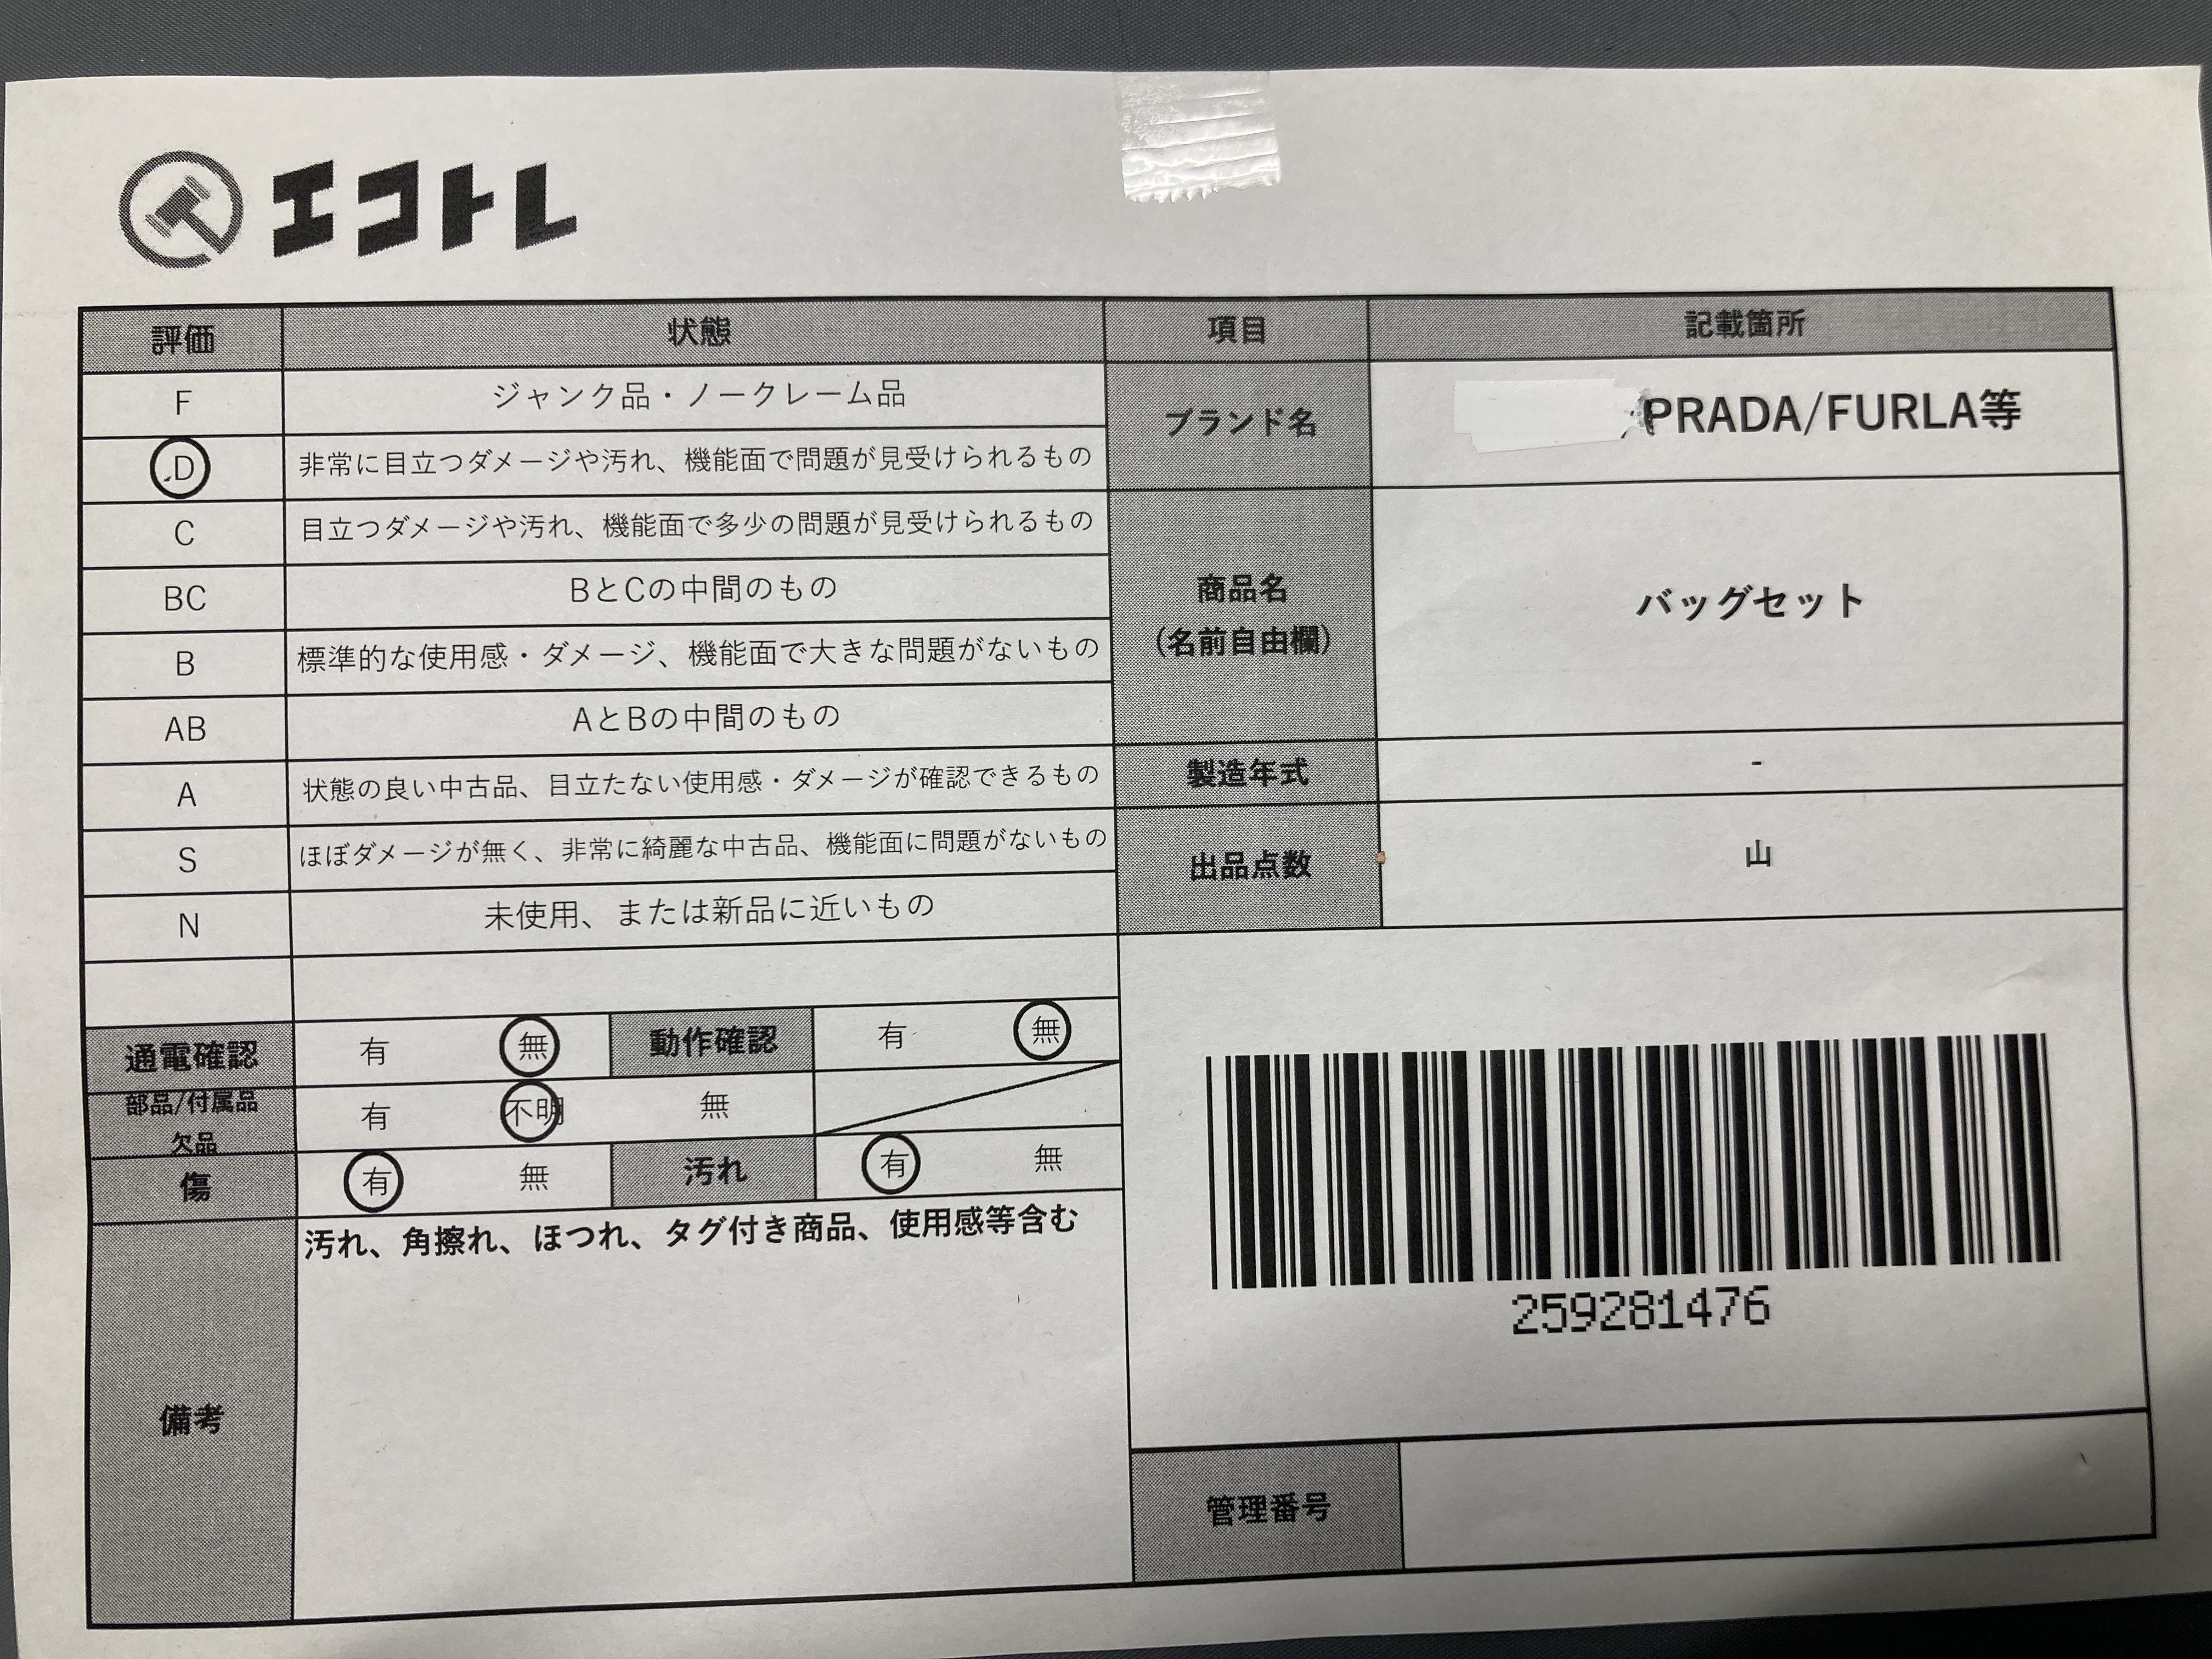 エコトレ
評価 状態 項目 記載箇所
F ジャンク品・ノークレーム品
D 非常に目立つダメージや汚れ、機能面で問題が見受けられるもの
C 目立つダメージや汚れ、機能面で多少の問題が見受けられるもの
BC BとCの中間のもの
B 標準的な使用感・ダメージ、機能面で大きな問題がないもの
AB AとBの中間のもの
A 状態の良い中古品、目立たない使用感・ダメージが確認できるもの
S ほぼダメージが無く、非常に綺麗な中古品、機能面に問題がないもの
N 未使用、または新品に近いもの
ブランド名 PRADA/FURLA等
商品名
(名前自由欄)
バッグセット
製造年式 -
出品点数 山
通電確認 有 無 動作確認 有 無
部品/付属品
欠品
有 不明 無
傷 有 無 汚れ 有 無
備考
汚れ、角擦れ、ほつれ、タグ付き商品、使用感等含む
259281476
管理番号